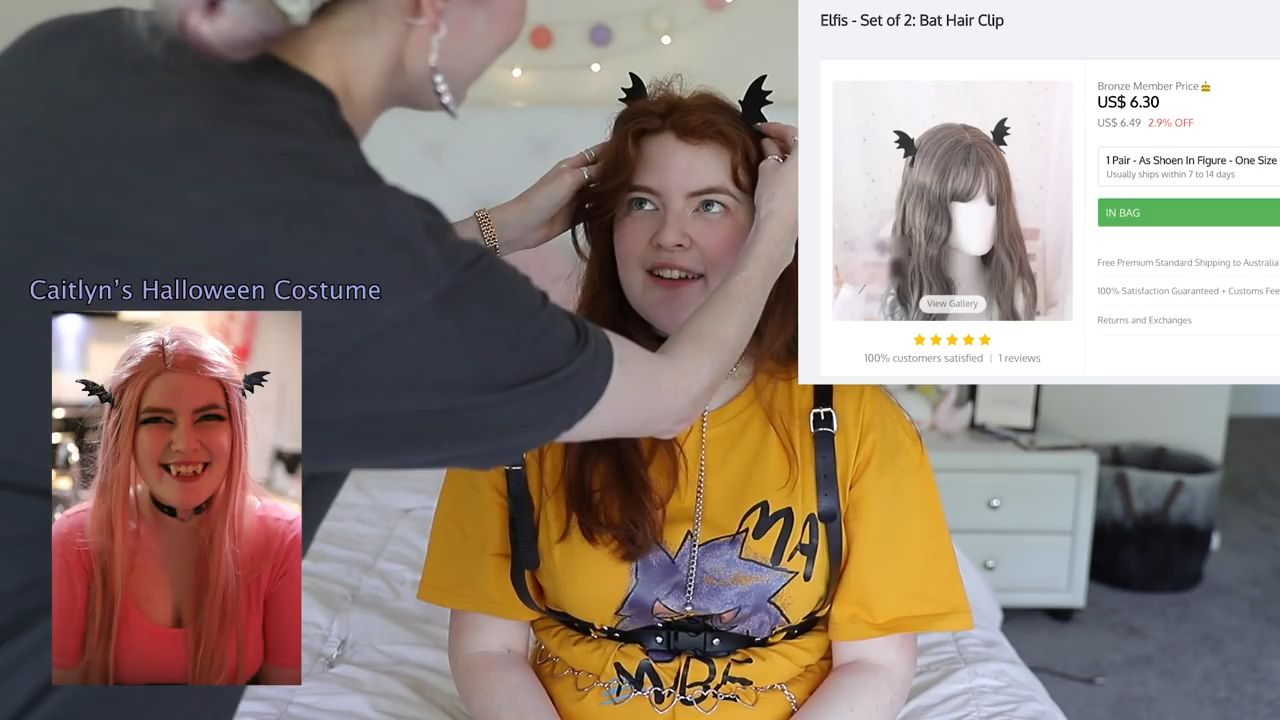 Elfis - Set of 2: Bat Hair Clip
Bronze Member Price
US$ 6.30
US$ 6.49 2.9% OFF
1 Pair - As Shoen In Figure - One Size
Usually ships within 7 to 14 days
IN BAG
Free Premium Standard Shipping to Australia
100% Satisfaction Guaranteed + Customs Fee
Returns and Exchanges
View Gallery
100% customers satisfied | 1 reviews
Caitlyn's Halloween Costume
MA